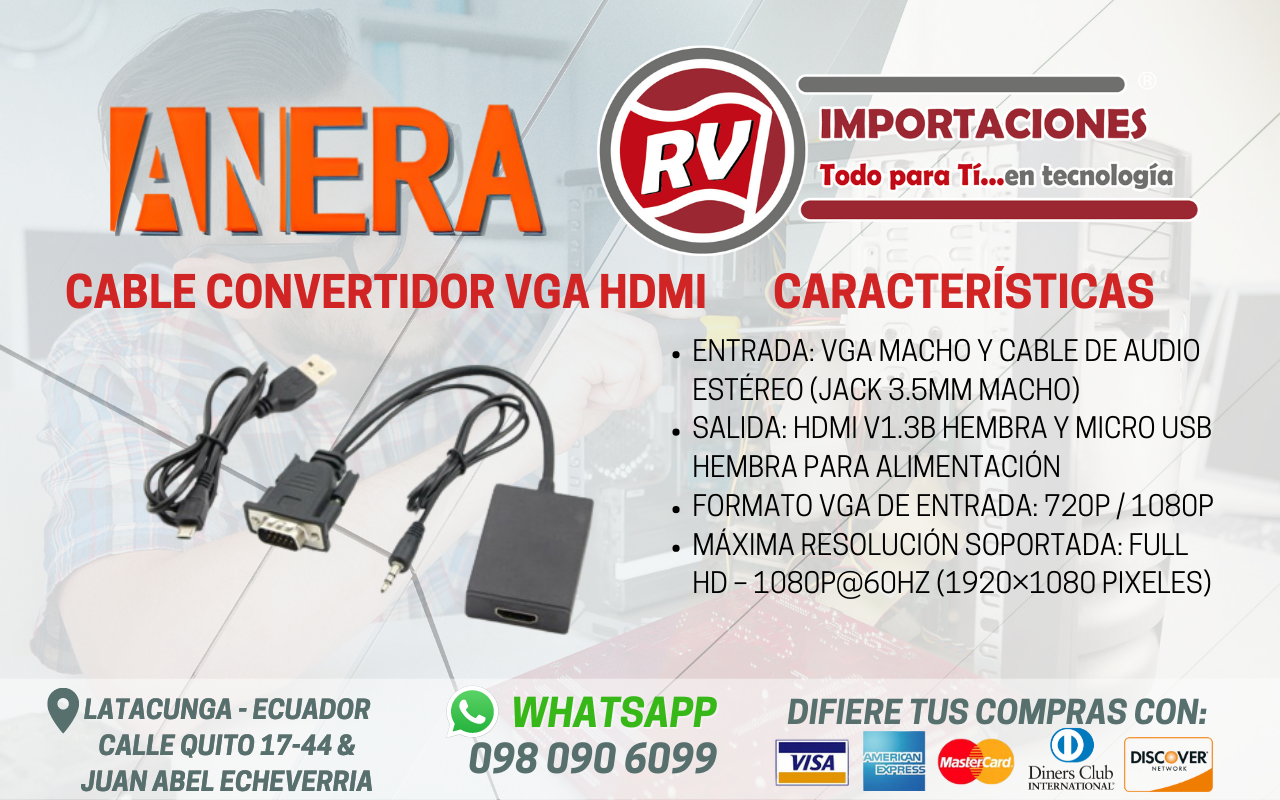 ANERA
RV
IMPORTACIONES
®
Todo para Tí...en tecnología
CABLE CONVERTIDOR VGA HDMI
CARACTERÍSTICAS
• ENTRADA: VGA MACHO Y CABLE DE AUDIO
ESTÉREO (JACK 3.5MM MACHO)
• SALIDA: HDMI V1.3B HEMBRA Y MICRO USB
HEMBRA PARA ALIMENTACIÓN
• FORMATO VGA DE ENTRADA: 720P / 1080P
• MÁXIMA RESOLUCIÓN SOPORTADA: FULL
HD – 1080P@60HZ (1920×1080 PIXELES)
LATACUNGA - ECUADOR
CALLE QUITO 17-44 &
JUAN ABEL ECHEVERRIA
WHATSAPP
098 090 6099
DIFIERE TUS COMPRAS CON:
VISA
AMERICAN
EXPRESS
MasterCard
Diners Club
INTERNATIONAL
DISCOVER
NETWORK